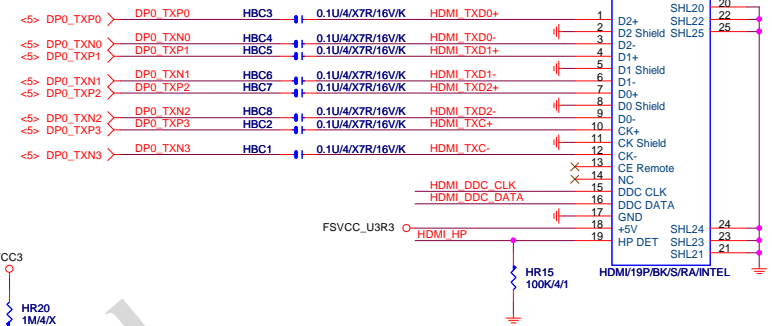 SHL20 20
<5> DP0_TXP0 DP0_TXP0 HBC3 0.1U/4/X7R/16V/K HDMI_TXD0+ 1 D2+ SHL22 22
2 D2 Shield SHL25 25
<5> DP0_TXN0 DP0_TXN0 HBC4 0.1U/4/X7R/16V/K HDMI_TXD0- 3 D2-
<5> DP0_TXP1 DP0_TXP1 HBC5 0.1U/4/X7R/16V/K HDMI_TXD1+ 4 D1+
5 D1 Shield
<5> DP0_TXN1 DP0_TXN1 HBC6 0.1U/4/X7R/16V/K HDMI_TXD1- 6 D1-
<5> DP0_TXP2 DP0_TXP2 HBC7 0.1U/4/X7R/16V/K HDMI_TXD2+ 7 D0+
8 D0 Shield
<5> DP0_TXN2 DP0_TXN2 HBC8 0.1U/4/X7R/16V/K HDMI_TXD2- 9 D0-
<5> DP0_TXP3 DP0_TXP3 HBC2 0.1U/4/X7R/16V/K HDMI_TXC+ 10 CK+
11 CK Shield
<5> DP0_TXN3 DP0_TXN3 HBC1 0.1U/4/X7R/16V/K HDMI_TXC- 12 CK-
13 CE Remote
14 NC
HDMI_DDC_CLK 15 DDC CLK
HDMI_DDC_DATA 16 DDC DATA
17 GND
FSVCC_U3R3 18 +5V SHL24 24
HDMI_HP 19 HP DET SHL23 23
SHL21 21
CC3
HR15 HDMI/19P/BK/S/RA/INTEL
100K/4/1
HR20
1M/4/X